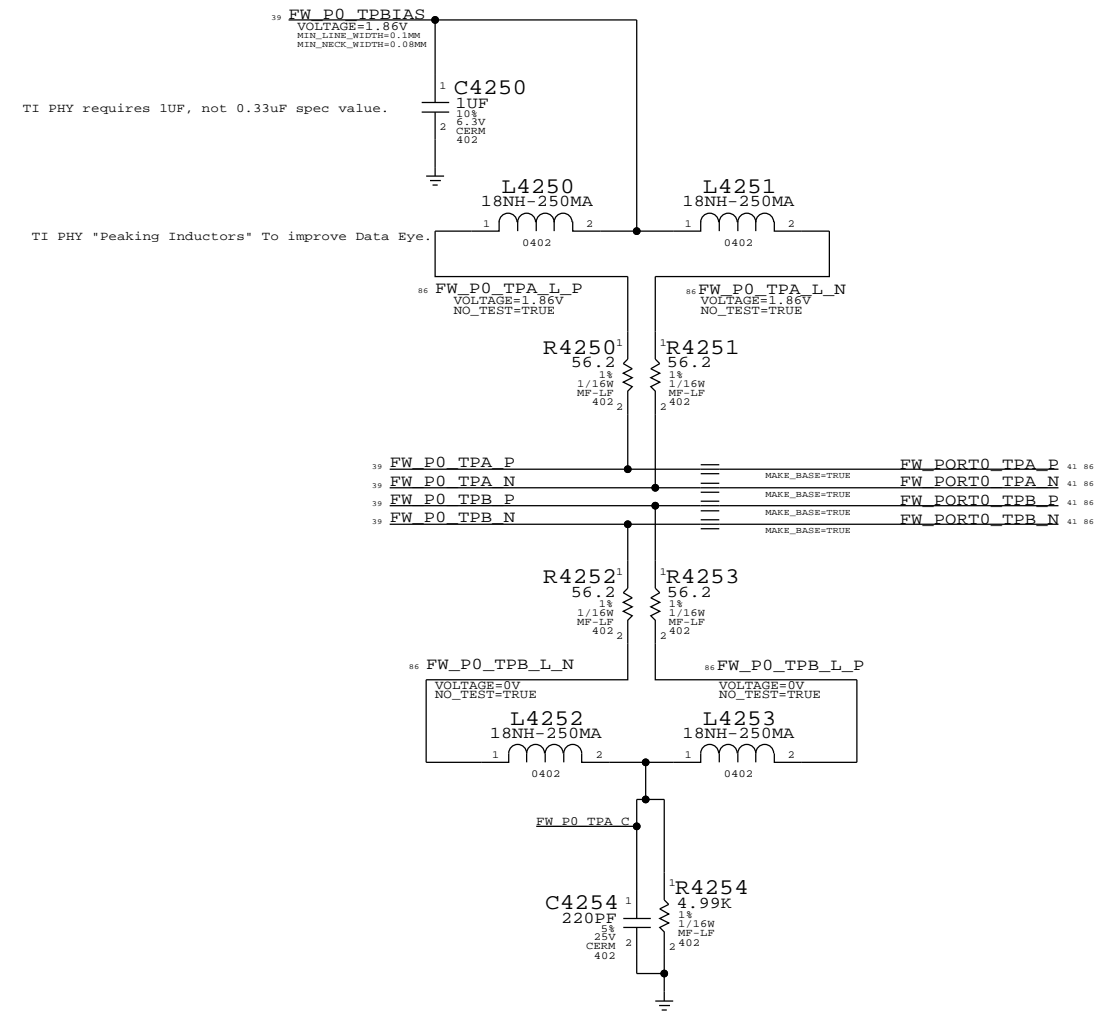 39 FW_P0_TPBIAS
VOLTAGE=1.86V
MIN_LINE_WIDTH=0.1MM
MIN_NECK_WIDTH=0.08MM
1 C4250
TI PHY requires 1UF, not 0.33uF spec value.
1UF
10%
6.3V
2 CERM
402
L4250
18NH-250MA
1 2
0402
L4251
18NH-250MA
1 2
0402
TI PHY "Peaking Inductors" To improve Data Eye.
86 FW_P0_TPA_L_P
VOLTAGE=1.86V
NO_TEST=TRUE
86 FW_P0_TPA_L_N
VOLTAGE=1.86V
NO_TEST=TRUE
R4250 1
56.2
1%
1/16W
MF-LF
402 2
1 R4251
56.2
1%
1/16W
MF-LF
2 402
39 FW_P0_TPA_P FW_PORT0_TPA_P 41 86
MAKE_BASE=TRUE
39 FW_P0_TPA_N FW_PORT0_TPA_N 41 86
MAKE_BASE=TRUE
39 FW_P0_TPB_P FW_PORT0_TPB_P 41 86
MAKE_BASE=TRUE
39 FW_P0_TPB_N FW_PORT0_TPB_N 41 86
MAKE_BASE=TRUE
R4252 1
56.2
1%
1/16W
MF-LF
402 2
1 R4253
56.2
1%
1/16W
MF-LF
2 402
86 FW_P0_TPB_L_N
VOLTAGE=0V
NO_TEST=TRUE
86 FW_P0_TPB_L_P
VOLTAGE=0V
NO_TEST=TRUE
L4252
18NH-250MA
1 2
0402
L4253
18NH-250MA
1 2
0402
FW_P0_TPA_C
C4254 1
220PF
5%
25V 2
CERM
402
1 R4254
4.99K
1%
1/16W
MF-LF
2 402